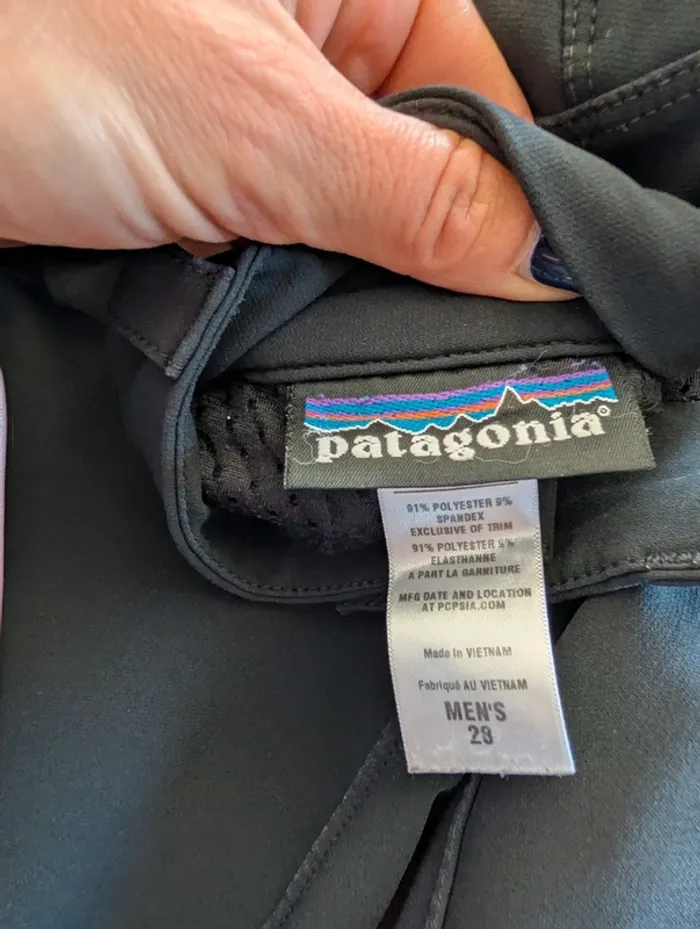 patagonia®
91% POLYESTER 9%
SPANDEX
EXCLUSIVE OF TRIM
91% POLYESTER 9%
ELASTHANNE
A PART LA GARNITURE
MFG DATE AND LOCATION
AT PCPSIA.COM
Made in VIETNAM
Fabriqué AU VIETNAM
MEN'S
28